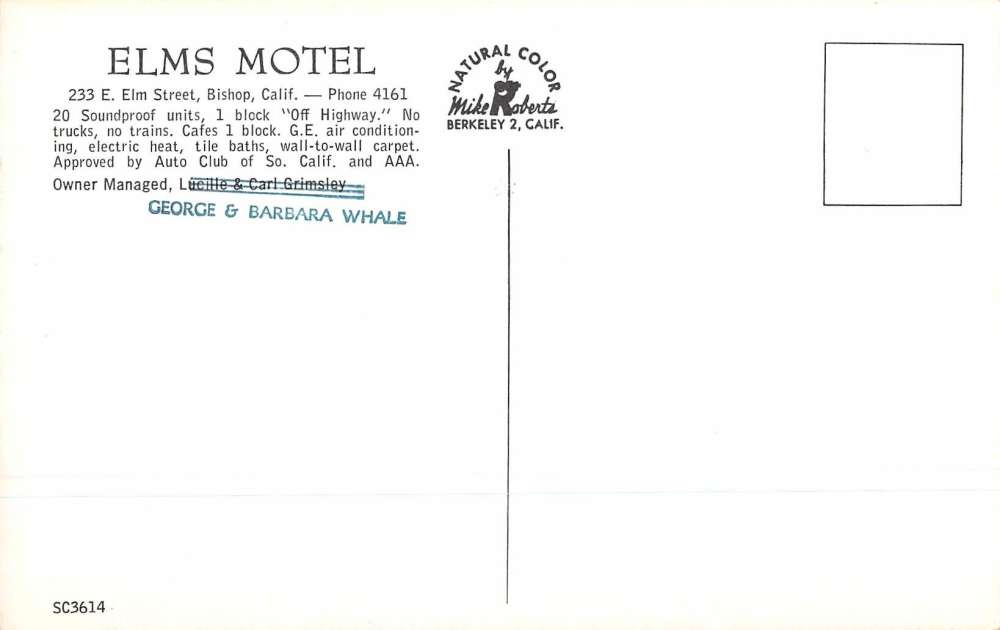 ELMS MOTEL
233 E. Elm Street, Bishop, Calif. — Phone 4161
20 Soundproof units, 1 block "Off Highway." No
trucks, no trains. Cafes 1 block. G.E. air condition-
ing, electric heat, tile baths, wall-to-wall carpet.
Approved by Auto Club of So. Calif. and AAA.
Owner Managed, Lucille & Carl Grimsley
GEORGE & BARBARA WHALE
NATURAL COLOR
by
Mike Roberts
BERKELEY 2, CALIF.
SC3614